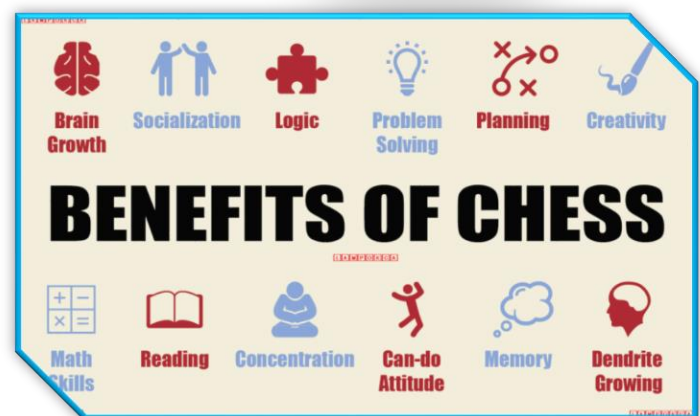 Brain
Growth
Socialization
Logic
Problem
Solving
Planning
Creativity
BENEFITS OF CHESS
Math
Skills
Reading
Concentration
Can-do
Attitude
Memory
Dendrite
Growing